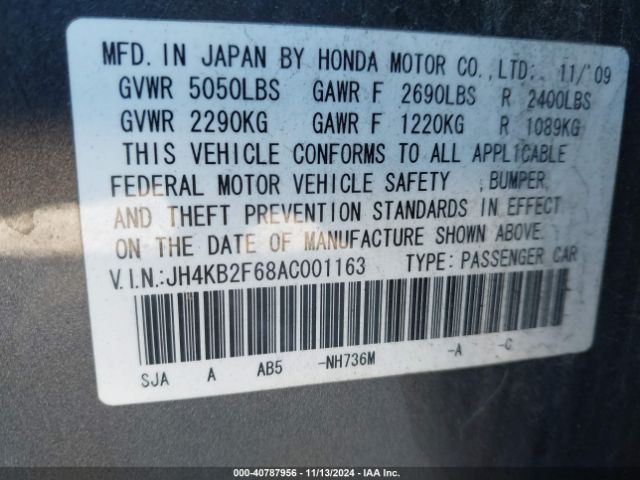 MFD. IN JAPAN BY HONDA MOTOR CO.,LTD. 11/'09
GVWR 5050LBS GAWR F 2690LBS R 2400LBS
GVWR 2290KG GAWR F 1220KG R 1089KG
THIS VEHICLE CONFORMS TO ALL APPLICABLE
FEDERAL MOTOR VEHICLE SAFETY ,BUMPER,
AND THEFT PREVENTION STANDARDS IN EFFECT
ON THE DATE OF MANUFACTURE SHOWN ABOVE.
V.I.N.:JH4KB2F68AC001163 TYPE: PASSENGER CAR
SJA A AB5 -NH736M -A -C
000-40787956 - 11/13/2024 - IAA Inc.